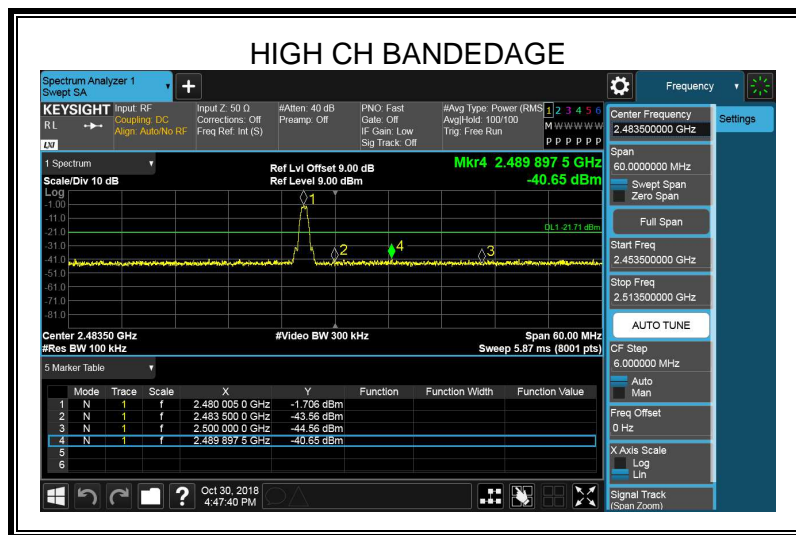 HIGH CH BANDEDAGE
Spectrum Analyzer 1
Swept SA
+
Frequency
KEYSIGHT
RL
LXI
Input: RF
Coupling: DC
Align: Auto/No RF
Input Z: 50 Ω
Corrections: Off
Freq Ref: Int (S)
#Atten: 40 dB
Preamp: Off
PNO: Fast
Gate: Off
IF Gain: Low
Sig Track: Off
#Avg Type: Power (RMS
Avg|Hold: 100/100
Trig: Free Run
1 2 3 4 5 6
M W W W W W
P P P P P P
Settings
Center Frequency
2.483500000 GHz
Span
60.0000000 MHz
Swept Span
Zero Span
Full Span
Start Freq
2.453500000 GHz
Stop Freq
2.513500000 GHz
AUTO TUNE
CF Step
6.000000 MHz
Auto
Man
Freq Offset
0 Hz
X Axis Scale
Log
Lin
Signal Track
(Span Zoom)
1 Spectrum
Scale/Div 10 dB
Ref Lvl Offset 9.00 dB
Ref Level 9.00 dBm
Mkr4 2.489 897 5 GHz
-40.65 dBm
Log
-1.00
-11.0
-21.0
-31.0
-41.0
-51.0
-61.0
-71.0
-81.0
1
DL1 -21.71 dBm
2
4
3
Center 2.48350 GHz
#Video BW 300 kHz
Span 60.00 MHz
#Res BW 100 kHz
Sweep 5.87 ms (8001 pts)
5 Marker Table
Mode Trace Scale X Y Function Function Width Function Value
1 N 1 f 2.480 005 0 GHz -1.706 dBm
2 N 1 f 2.483 500 0 GHz -43.56 dBm
3 N 1 f 2.500 000 0 GHz -44.56 dBm
4 N 1 f 2.489 897 5 GHz -40.65 dBm
5
6
?
Oct 30, 2018
4:47:40 PM